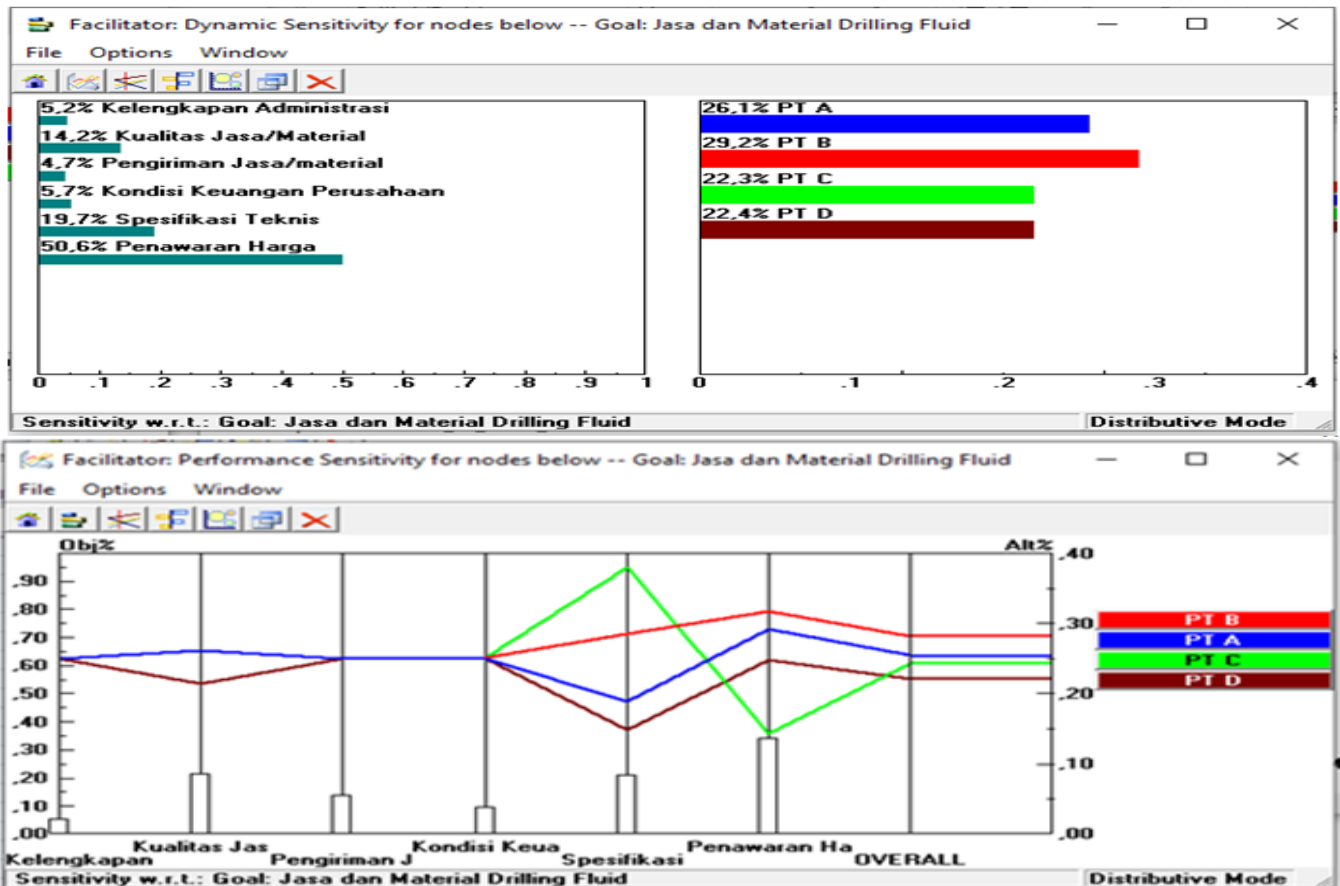 Facilitator: Dynamic Sensitivity for nodes below -- Goal: Jasa dan Material Drilling Fluid
File Options Window
5,2% Kelengkapan Administrasi
14,2% Kualitas Jasa/Material
4,7% Pengiriman Jasa/material
5,7% Kondisi Keuangan Perusahaan
19,7% Spesifikasi Teknis
50,6% Penawaran Harga
0 .1 .2 .3 .4 .5 .6 .7 .8 .9 1
26,1% PT A
29,2% PT B
22,3% PT C
22,4% PT D
0 .1 .2 .3 .4
Sensitivity w.r.t.: Goal: Jasa dan Material Drilling Fluid Distributive Mode
Facilitator: Performance Sensitivity for nodes below -- Goal: Jasa dan Material Drilling Fluid
File Options Window
Obj% Alt%
,90
,80
,70
,60
,50
,40
,30
,20
,10
,00
,40
,30
,20
,10
,00
PT B
PT A
PT C
PT D
Kualitas Jas Kondisi Keua Penawaran Ha
Kelengkapan Pengiriman J Spesifikasi OVERALL
Sensitivity w.r.t.: Goal: Jasa dan Material Drilling Fluid Distributive Mode